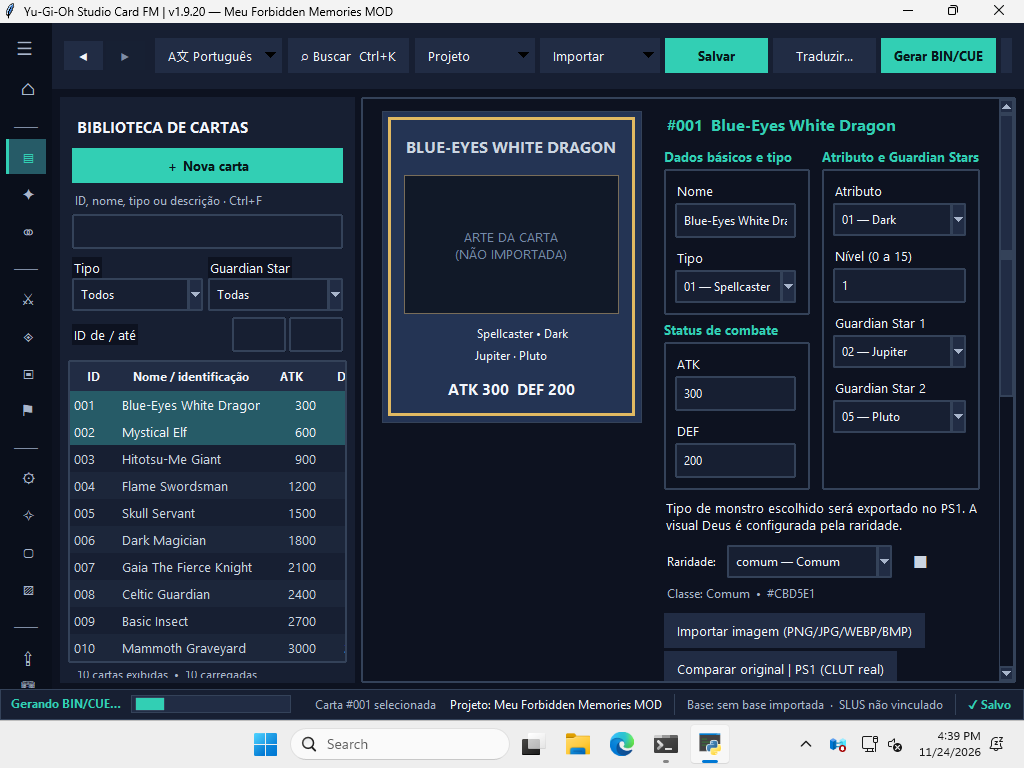 Yu-Gi-Oh Studio Card FM | v1.9.20 — Meu Forbidden Memories MOD
A文 Português
Buscar Ctrl+K
Projeto
Importar
Salvar
Traduzir...
Gerar BIN/CUE
BIBLIOTECA DE CARTAS
+ Nova carta
ID, nome, tipo ou descrição · Ctrl+F
Tipo
Guardian Star
Todos
Todas
ID de / até
ID Nome / identificação ATK D
001 Blue-Eyes White Dragor 300
002 Mystical Elf 600
003 Hitotsu-Me Giant 900
004 Flame Swordsman 1200
005 Skull Servant 1500
006 Dark Magician 1800
007 Gaia The Fierce Knight 2100
008 Celtic Guardian 2400
009 Basic Insect 2700
010 Mammoth Graveyard 3000
10 cartas exibidas • 10 carregadas
BLUE-EYES WHITE DRAGON
ARTE DA CARTA
(NÃO IMPORTADA)
Spellcaster • Dark
Jupiter · Pluto
ATK 300 DEF 200
#001 Blue-Eyes White Dragon
Dados básicos e tipo
Nome
Blue-Eyes White Dra
Tipo
01 — Spellcaster
Status de combate
ATK
300
DEF
200
Atributo e Guardian Stars
Atributo
01 — Dark
Nível (0 a 15)
1
Guardian Star 1
02 — Jupiter
Guardian Star 2
05 — Pluto
Tipo de monstro escolhido será exportado no PS1. A
visual Deus é configurada pela raridade.
Raridade:
comum — Comum
Classe: Comum • #CBD5E1
Importar imagem (PNG/JPG/WEBP/BMP)
Comparar original | PS1 (CLUT real)
Gerando BIN/CUE...
Carta #001 selecionada
Projeto: Meu Forbidden Memories MOD
Base: sem base importada · SLUS não vinculado
✓ Salvo
Search
4:39 PM
11/24/2026